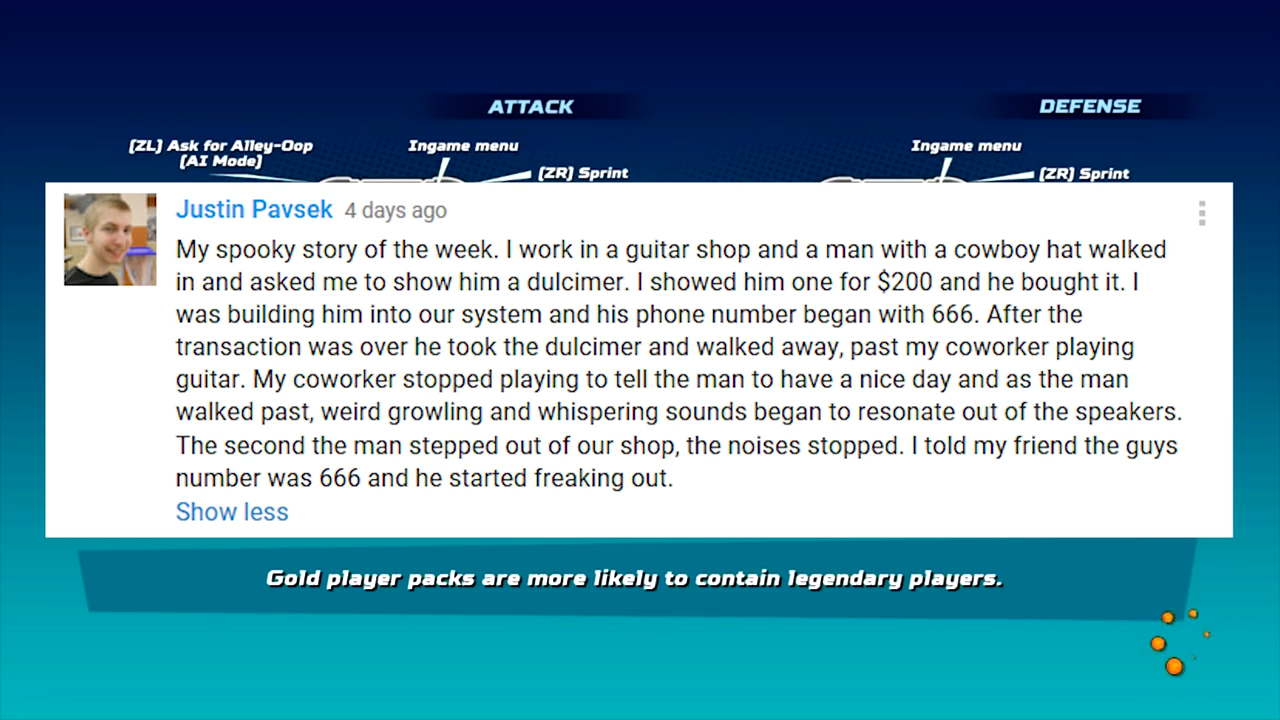 ATTACK
DEFENSE
(ZL) Ask for Alley-Oop
(AI Mode)
Ingame menu
(ZR) Sprint
Ingame menu
(ZR) Sprint
Justin Pavsek 4 days ago
My spooky story of the week. I work in a guitar shop and a man with a cowboy hat walked
in and asked me to show him a dulcimer. I showed him one for $200 and he bought it. I
was building him into our system and his phone number began with 666. After the
transaction was over he took the dulcimer and walked away, past my coworker playing
guitar. My coworker stopped playing to tell the man to have a nice day and as the man
walked past, weird growling and whispering sounds began to resonate out of the speakers.
The second the man stepped out of our shop, the noises stopped. I told my friend the guys
number was 666 and he started freaking out.
Show less
Gold player packs are more likely to contain legendary players.